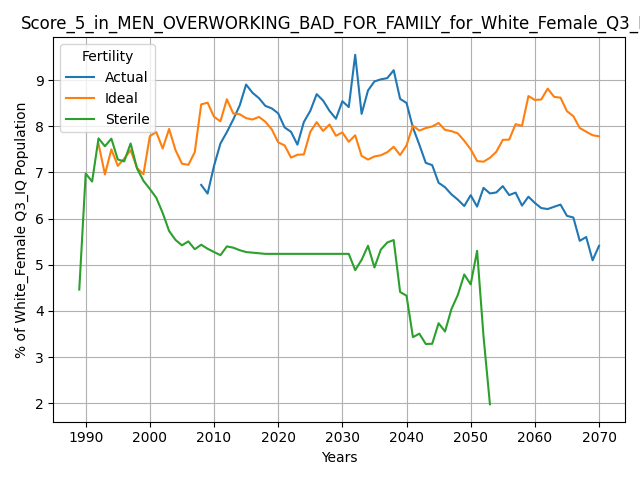 Score_5_in_MEN_OVERWORKING_BAD_FOR_FAMILY_for_White_Female_Q3_I
Fertility
Actual
Ideal
Sterile
% of White_Female Q3_IQ Population
9
8
7
6
5
4
3
2
1990 2000 2010 2020 2030 2040 2050 2060 2070
Years